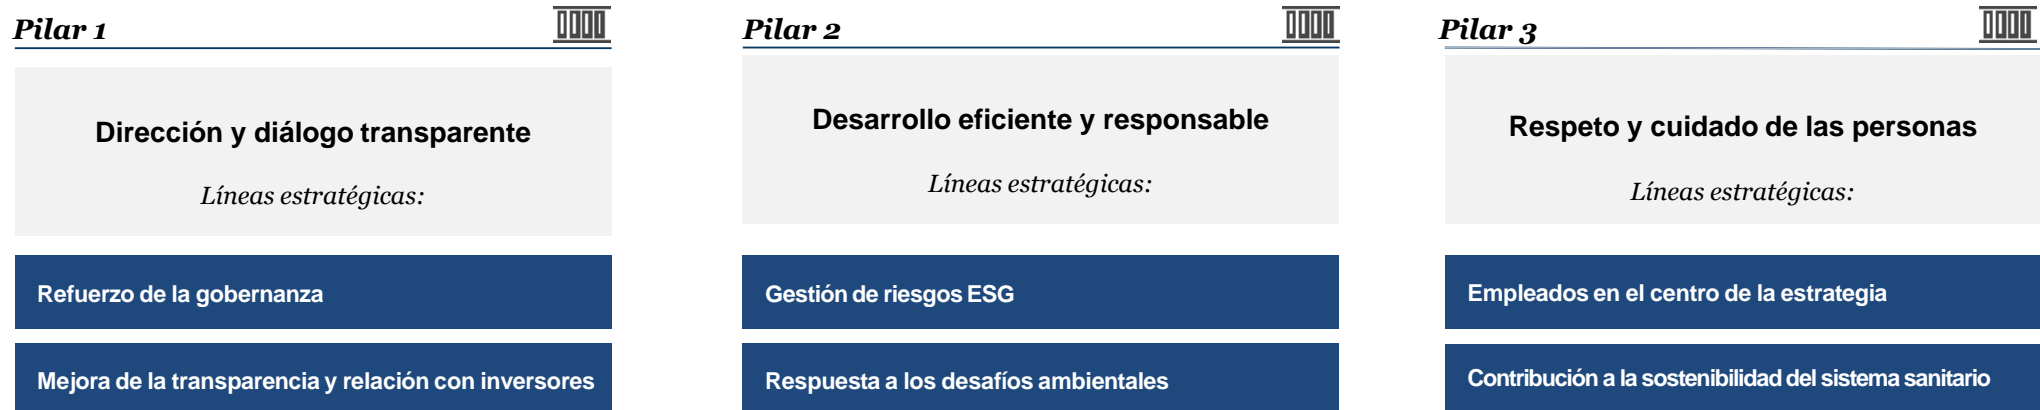 Pilar 1
Dirección y diálogo transparente
Líneas estratégicas:
Refuerzo de la gobernanza
Mejora de la transparencia y relación con inversores
Pilar 2
Desarrollo eficiente y responsable
Líneas estratégicas:
Gestión de riesgos ESG
Respuesta a los desafíos ambientales
Pilar 3
Respeto y cuidado de las personas
Líneas estratégicas:
Empleados en el centro de la estrategia
Contribución a la sostenibilidad del sistema sanitario